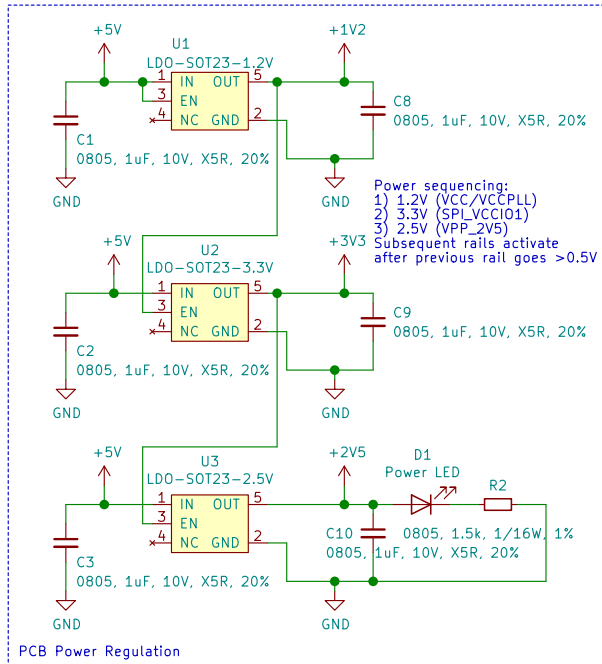 +5V
U1
LDO-SOT23-1.2V
+1V2
1 IN OUT 5
3 EN
4 NC GND 2
C1
0805, 1uF, 10V, X5R, 20%
C8
0805, 1uF, 10V, X5R, 20%
GND
GND
Power sequencing:
1) 1.2V (VCC/VCCPLL)
2) 3.3V (SPI_VCCIO1)
3) 2.5V (VPP_2V5)
Subsequent rails activate
after previous rail goes >0.5V
+5V
U2
LDO-SOT23-3.3V
+3V3
1 IN OUT 5
3 EN
4 NC GND 2
C2
0805, 1uF, 10V, X5R, 20%
C9
0805, 1uF, 10V, X5R, 20%
GND
GND
+5V
U3
LDO-SOT23-2.5V
+2V5
D1
Power LED
R2
1 IN OUT 5
3 EN
4 NC GND 2
0805, 1.5k, 1/16W, 1%
C10
0805, 1uF, 10V, X5R, 20%
C3
0805, 1uF, 10V, X5R, 20%
GND
GND
PCB Power Regulation